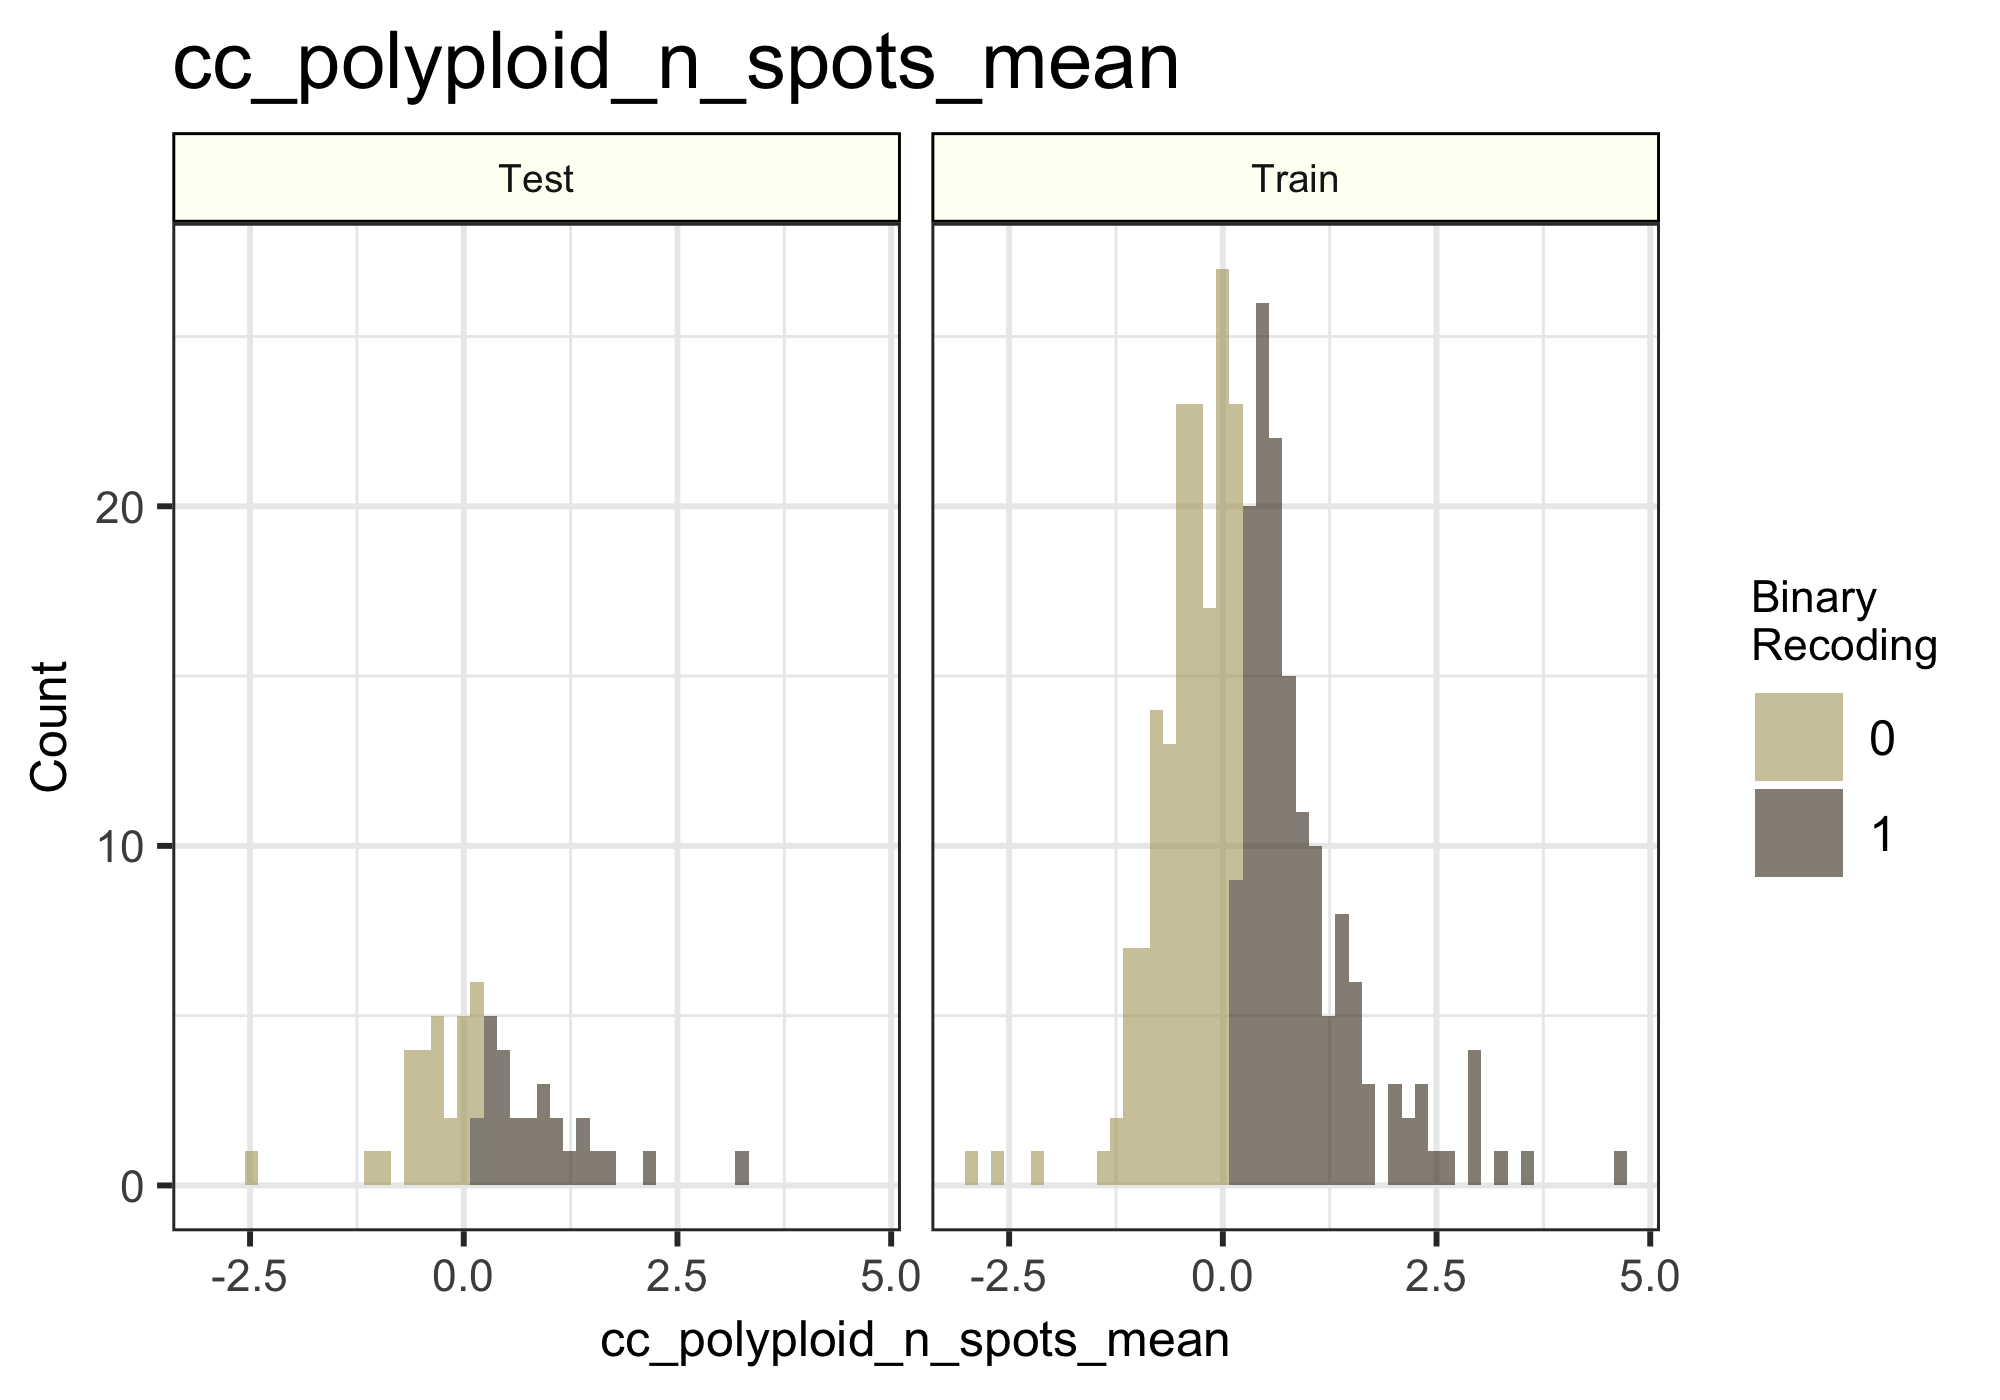 cc_polyploid_n_spots_mean
Test
Train
Count
20
10
0
-2.5 0.0 2.5 5.0
-2.5 0.0 2.5 5.0
cc_polyploid_n_spots_mean
Binary
Recoding
0
1